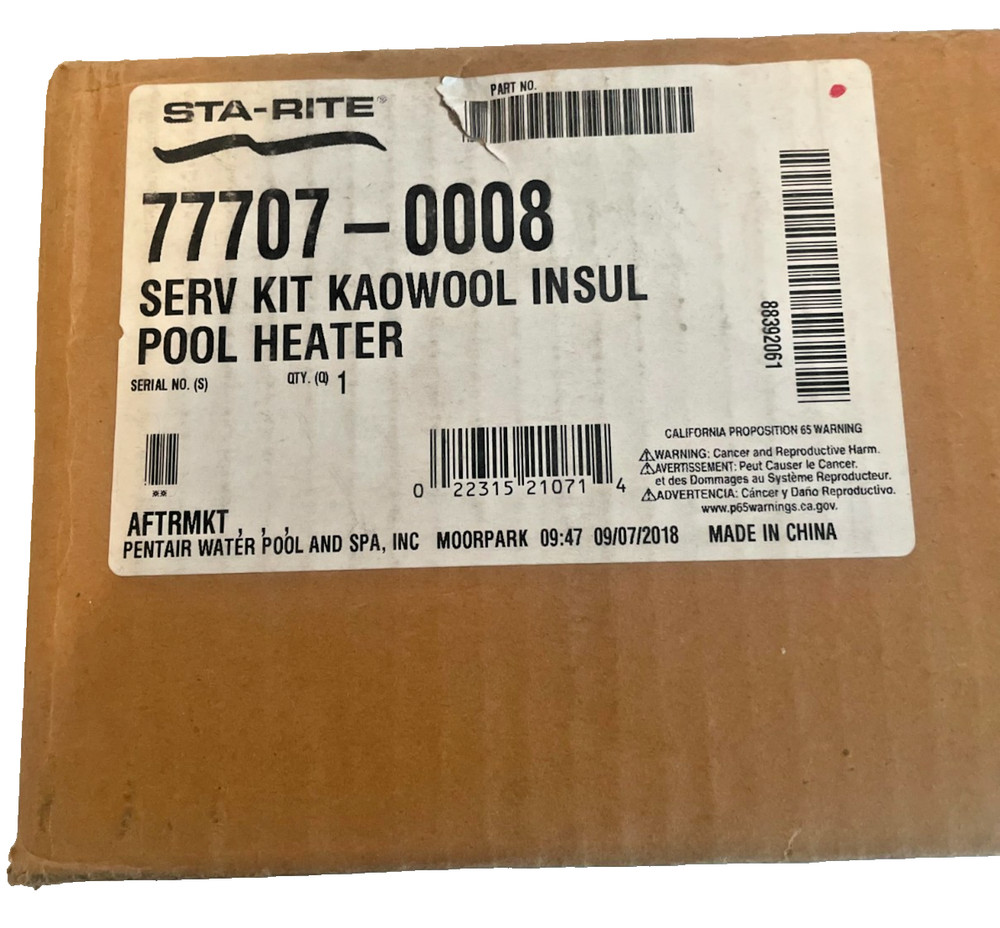 STA-RITE®
PART NO.
77707-0008
SERV KIT KAOWOOL INSUL
POOL HEATER
SERIAL NO. (S)
QTY. (Q) 1
88392061
0 22315 21071 4
CALIFORNIA PROPOSITION 65 WARNING
⚠WARNING: Cancer and Reproductive Harm.
⚠AVERTISSEMENT: Peut Causer le Cancer.
et des Dommages au Système Reproducteur.
⚠ADVERTENCIA: Cáncer y Daño Reproductivo.
www.p65warnings.ca.gov.
AFTRMKT , , ,
PENTAIR WATER POOL AND SPA, INC MOORPARK 09:47 09/07/2018 MADE IN CHINA